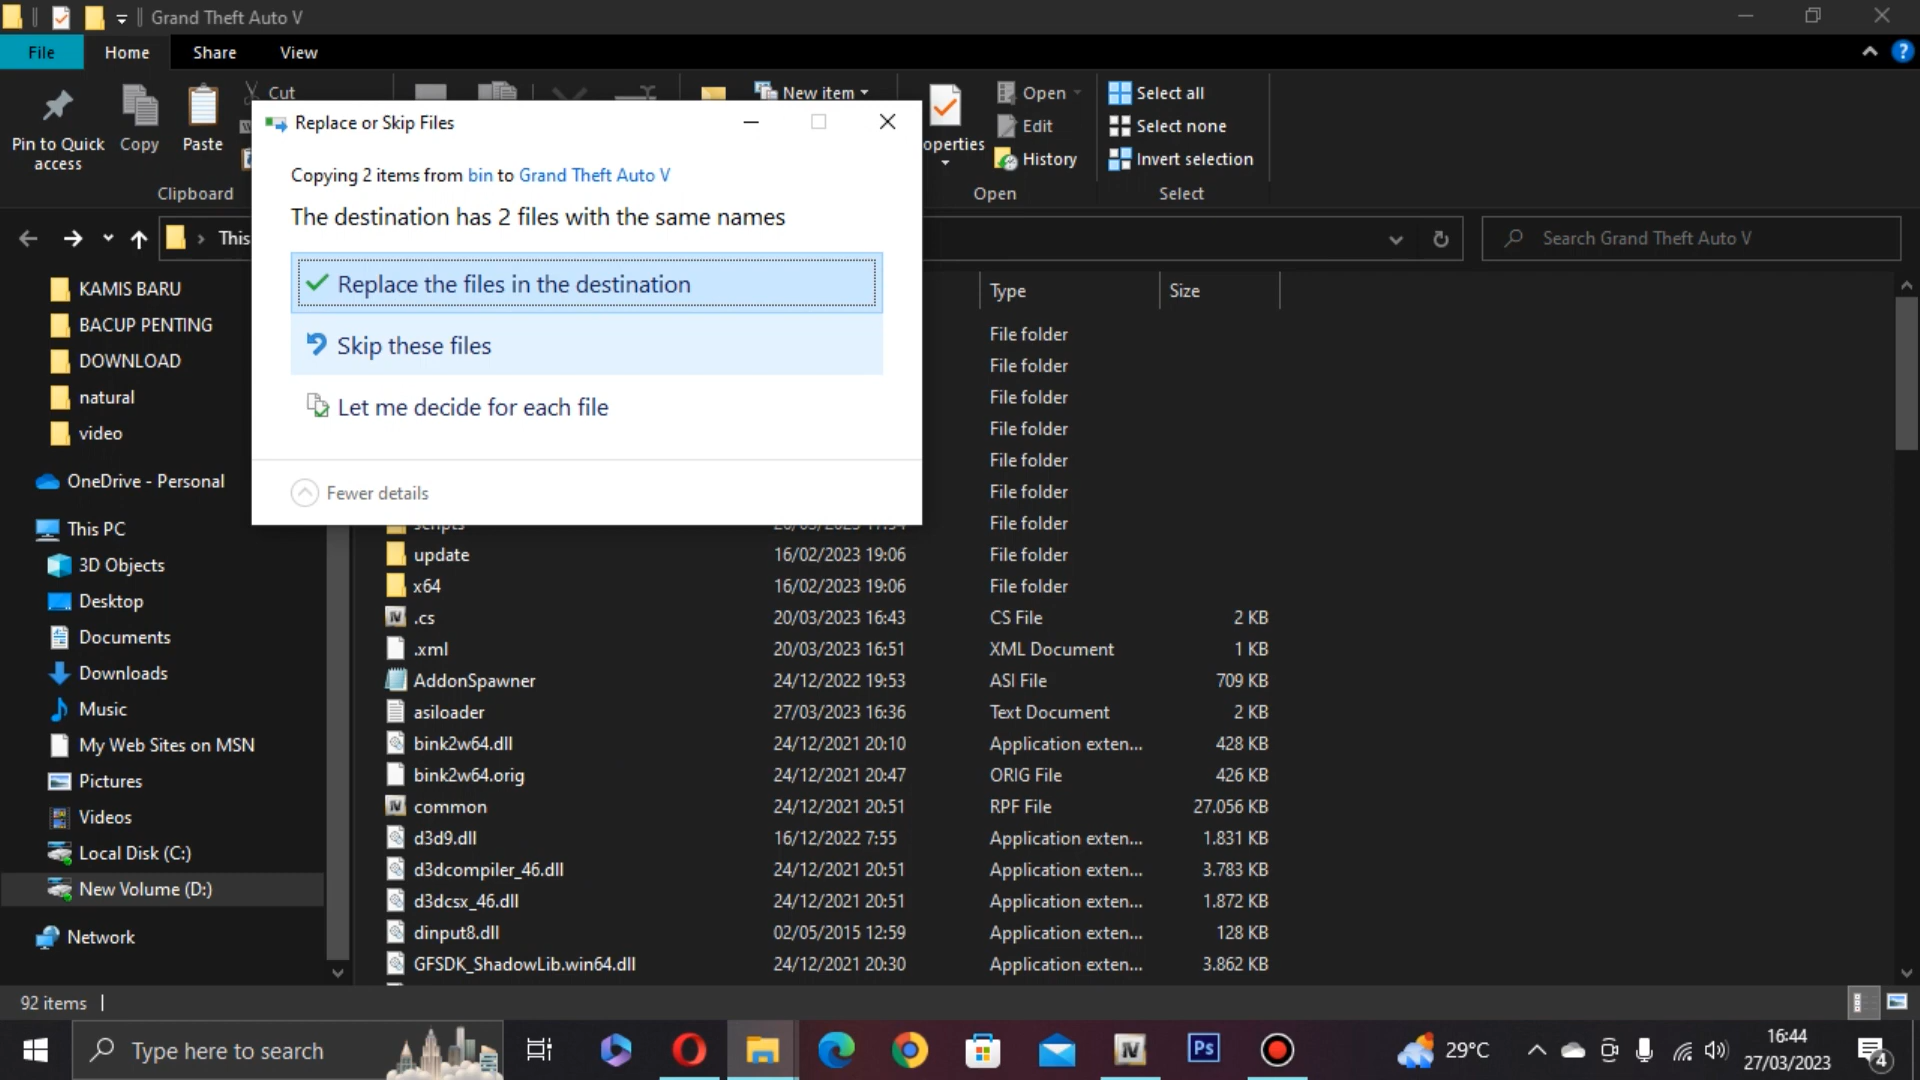 Grand Theft Auto V
File Home Share View
Pin to Quick access
Copy
Paste
Cut
Clipboard
New item
operties
Open
Edit
History
Open
Select all
Select none
Invert selection
Select
This
Search Grand Theft Auto V
Replace or Skip Files
Copying 2 items from bin to Grand Theft Auto V
The destination has 2 files with the same names
Replace the files in the destination
Skip these files
Let me decide for each file
Fewer details
KAMIS BARU
BACUP PENTING
DOWNLOAD
natural
video
OneDrive - Personal
This PC
3D Objects
Desktop
Documents
Downloads
Music
My Web Sites on MSN
Pictures
Videos
Local Disk (C:)
New Volume (D:)
Network
Type Size
File folder
File folder
File folder
File folder
File folder
File folder
File folder
update 16/02/2023 19:06 File folder
x64 16/02/2023 19:06 File folder
.cs 20/03/2023 16:43 CS File 2 KB
.xml 20/03/2023 16:51 XML Document 1 KB
AddonSpawner 24/12/2022 19:53 ASI File 709 KB
asiloader 27/03/2023 16:36 Text Document 2 KB
bink2w64.dll 24/12/2021 20:10 Application exten... 428 KB
bink2w64.orig 24/12/2021 20:47 ORIG File 426 KB
common 24/12/2021 20:51 RPF File 27.056 KB
d3d9.dll 16/12/2022 7:55 Application exten... 1.831 KB
d3dcompiler_46.dll 24/12/2021 20:51 Application exten... 3.783 KB
d3dcsx_46.dll 24/12/2021 20:51 Application exten... 1.872 KB
dinput8.dll 02/05/2015 12:59 Application exten... 128 KB
GFSDK_ShadowLib.win64.dll 24/12/2021 20:30 Application exten... 3.862 KB
92 items
Type here to search
Ps
IV
29°C
16:44
27/03/2023
4